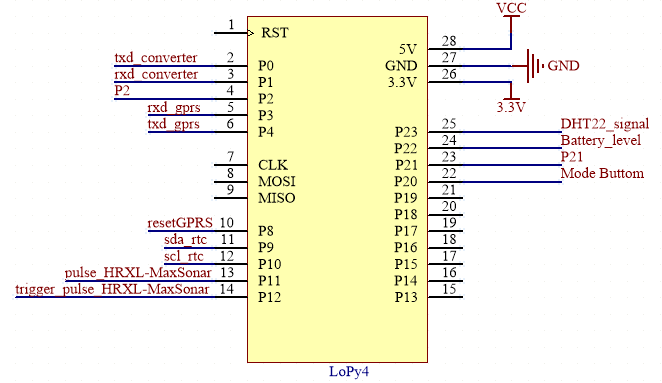 VCC
1 RST
28 5V
txd_converter 2 P0
27 GND GND
rxd_converter 3 P1
26 3.3V
P2 4 P2
3.3V
rxd_gprs 5 P3
txd_gprs 6 P4
25 P23 DHT22_signal
24 P22 Battery_level
7 CLK
23 P21 P21
8 MOSI
22 P20 Mode Buttom
9 MISO
21 P19
20 P18
resetGPRS 10 P8
19 P17
sda_rtc 11 P9
18 P16
scl_rtc 12 P10
17 P15
pulse_HRXL-MaxSonar 13 P11
16 P14
trigger_pulse_HRXL-MaxSonar 14 P12
15 P13
LoPy4